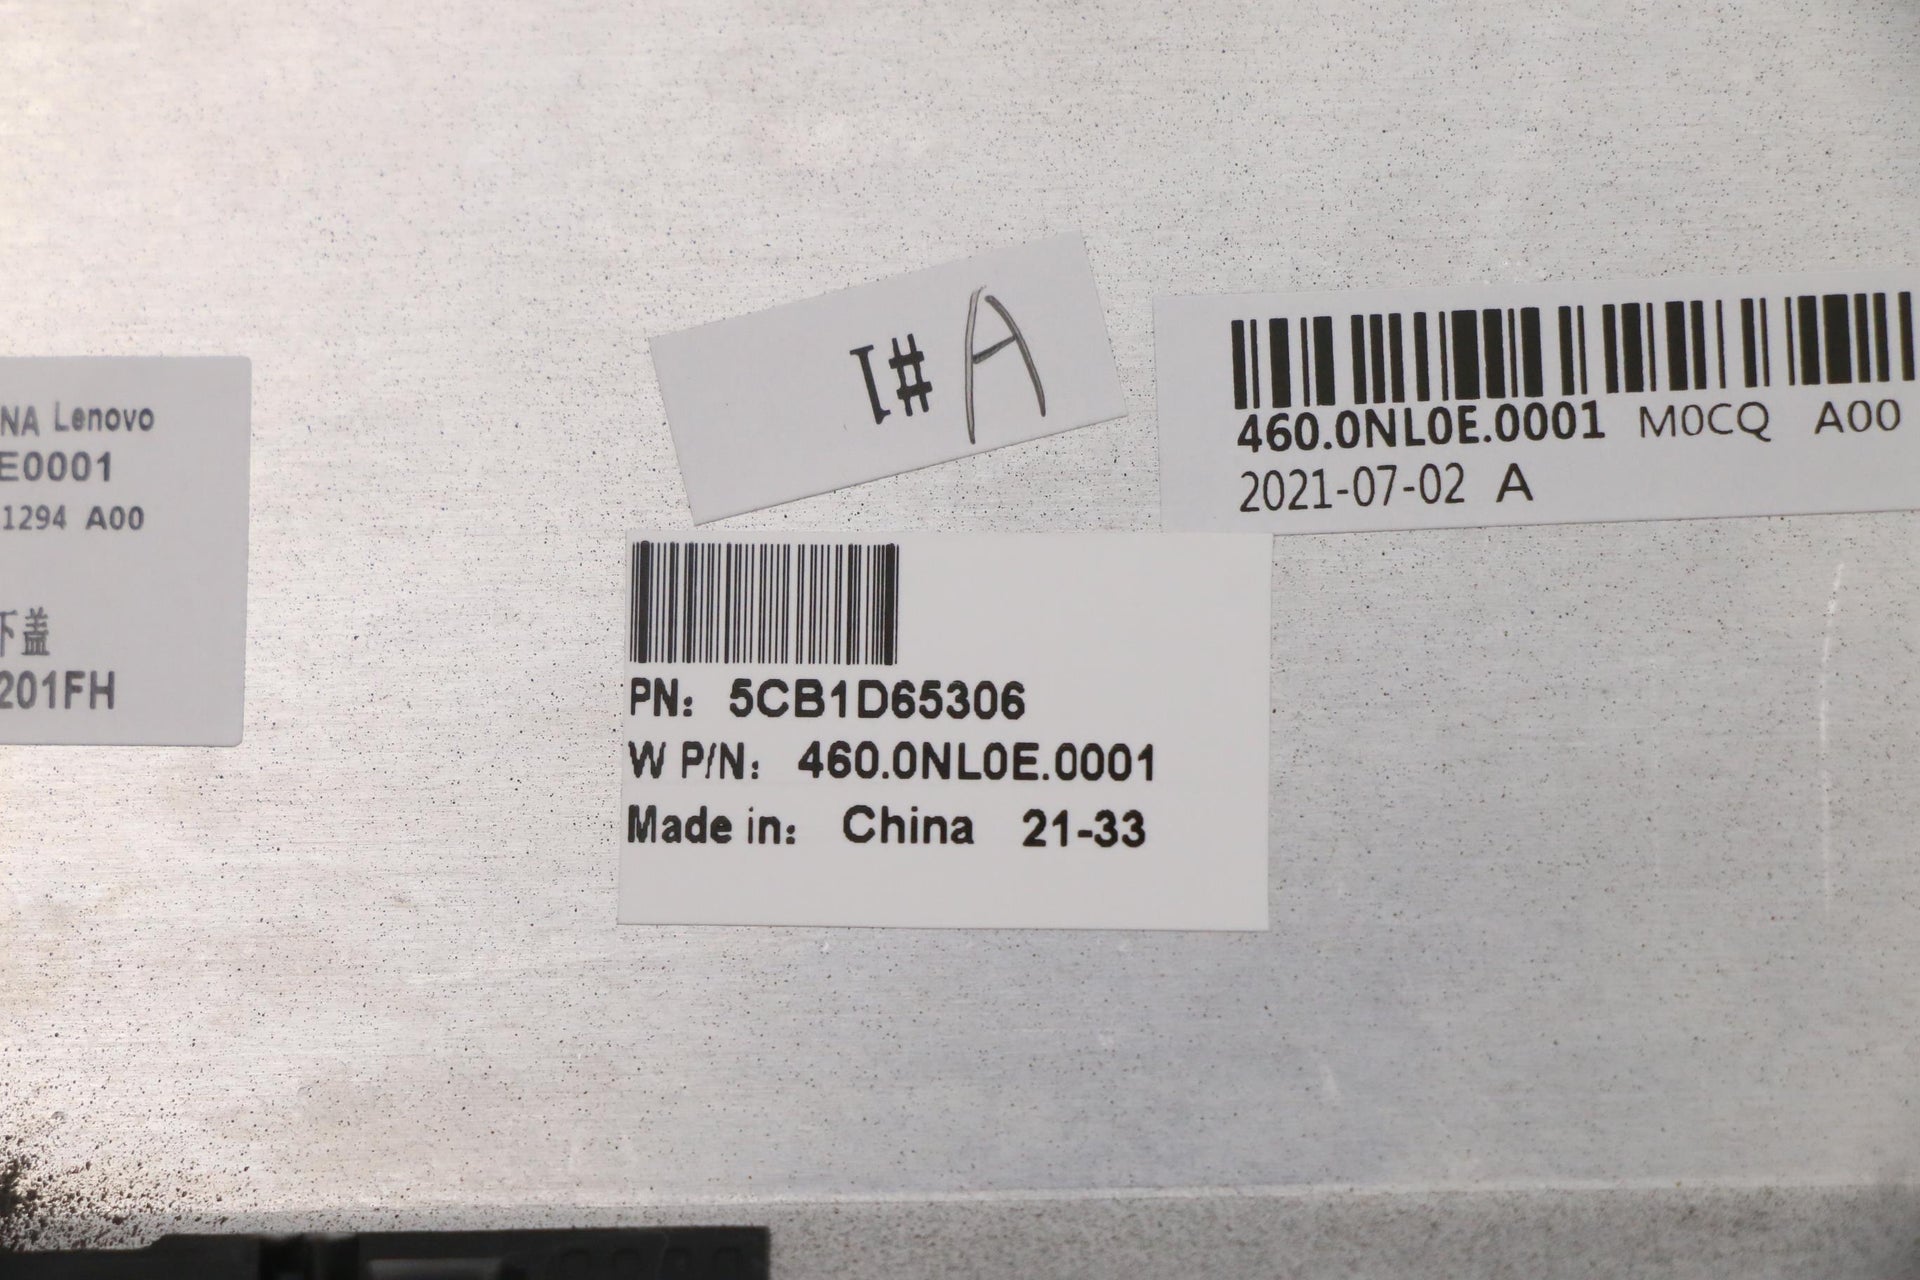 NA Lenovo
E0001
1294 A00
下盖
201FH
1# A
460.0NL0E.0001 M0CQ A00
2021-07-02 A
PN: 5CB1D65306
W P/N: 460.0NL0E.0001
Made in: China 21-33